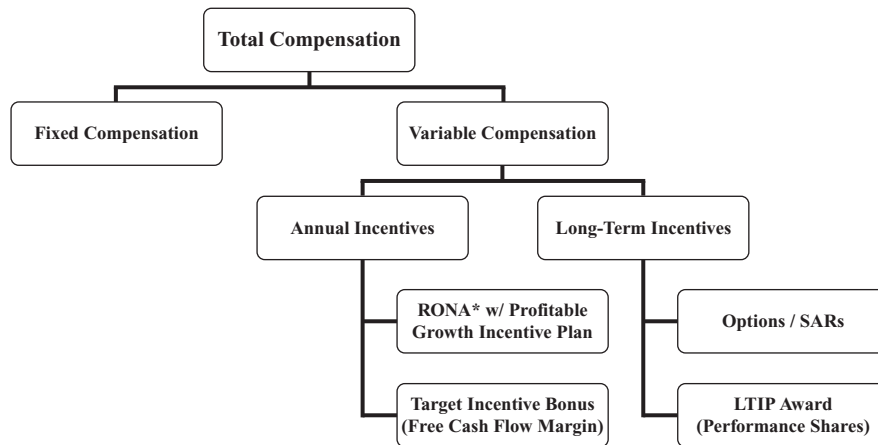 Total Compensation
Fixed Compensation
Variable Compensation
Annual Incentives
Long-Term Incentives
RONA* w/ Profitable
Growth Incentive Plan
Options / SARs
Target Incentive Bonus
(Free Cash Flow Margin)
LTIP Award
(Performance Shares)